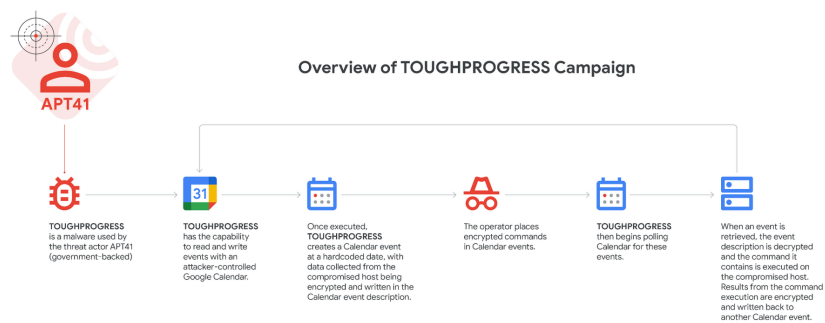 APT41
Overview of TOUGHPROGRESS Campaign
31
TOUGHPROGRESS
is a malware used by
the threat actor APT41
(government-backed)
TOUGHPROGRESS
has the capability
to read and write
events with an
attacker-controlled
Google Calendar.
Once executed,
TOUGHPROGRESS
creates a Calendar event
at a hardcoded date, with
data collected from the
compromised host being
encrypted and written in the
Calendar event description.
The operator places
encrypted commands
in Calendar events.
TOUGHPROGRESS
then begins polling
Calendar for these
events.
When an event is
retrieved, the event
description is decrypted
and the command it
contains is executed on
the compromised host.
Results from the command
execution are encrypted
and written back to
another Calendar event.